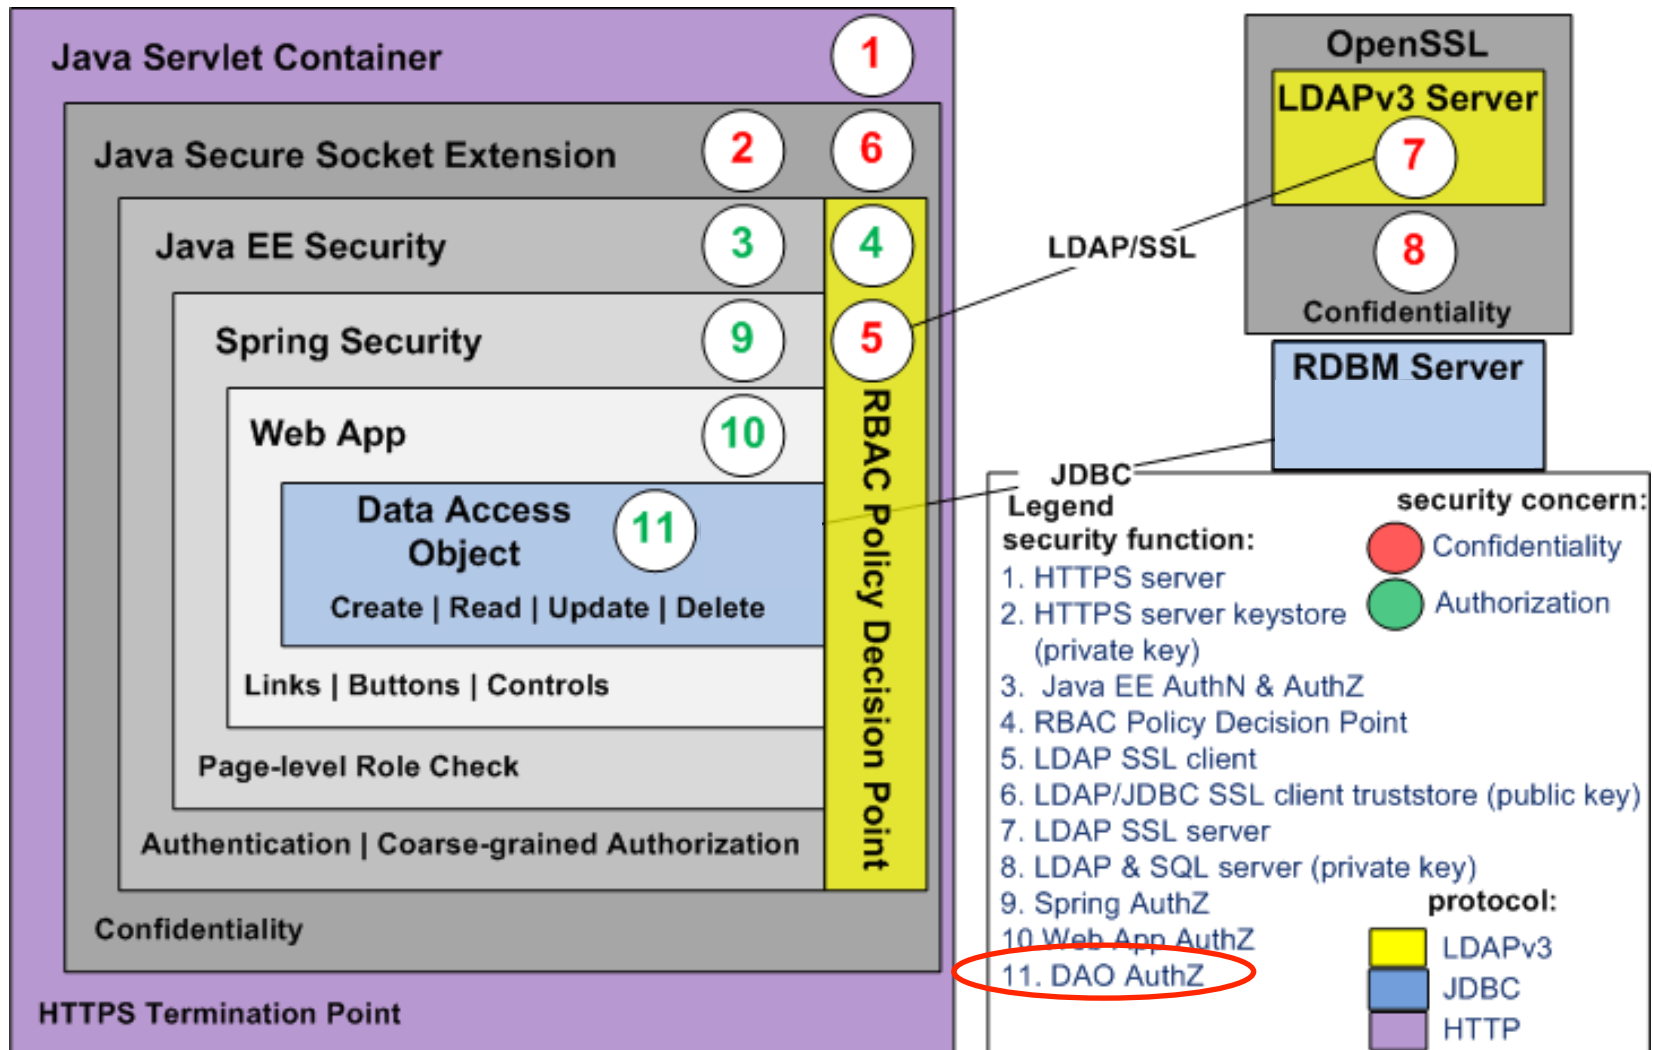 Java Servlet Container
1
Java Secure Socket Extension
2
6
Java EE Security
3
4
Spring Security
9
5
Web App
10
Data Access
Object
11
Create | Read | Update | Delete
Links | Buttons | Controls
Page-level Role Check
Authentication | Coarse-grained Authorization
Confidentiality
HTTPS Termination Point
RBAC Policy Decision Point
LDAP/SSL
JDBC
OpenSSL
LDAPv3 Server
7
8
Confidentiality
RDBM Server
Legend
security function:
1. HTTPS server
2. HTTPS server keystore
(private key)
3. Java EE AuthN & AuthZ
4. RBAC Policy Decision Point
5. LDAP SSL client
6. LDAP/JDBC SSL client truststore (public key)
7. LDAP SSL server
8. LDAP & SQL server (private key)
9. Spring AuthZ
10 Web App AuthZ
11. DAO AuthZ
security concern:
Confidentiality
Authorization
protocol:
LDAPv3
JDBC
HTTP